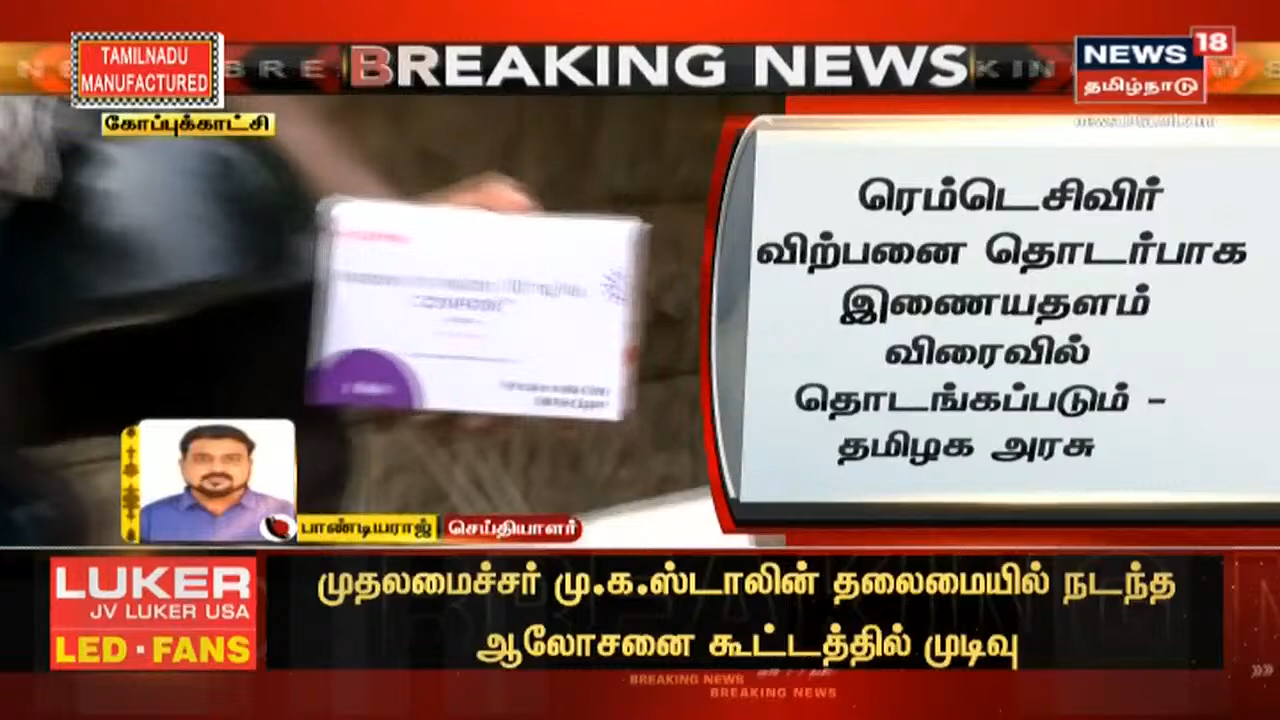 BREAKING NEWS
TAMILNADU
MANUFACTURED
NEWS 18
தமிழ்நாடு
கோப்புக்காட்சி
ரெம்டெசிவிர்
விற்பனை தொடர்பாக
இணையதளம்
விரைவில்
தொடங்கப்படும் –
தமிழக அரசு
பாண்டியராஜ் செய்தியாளர்
LUKER
JV LUKER USA
LED · FANS
முதலமைச்சர் மு.க.ஸ்டாலின் தலைமையில் நடந்த
ஆலோசனை கூட்டத்தில் முடிவு
BREAKING NEWS
BREAKING NEWS